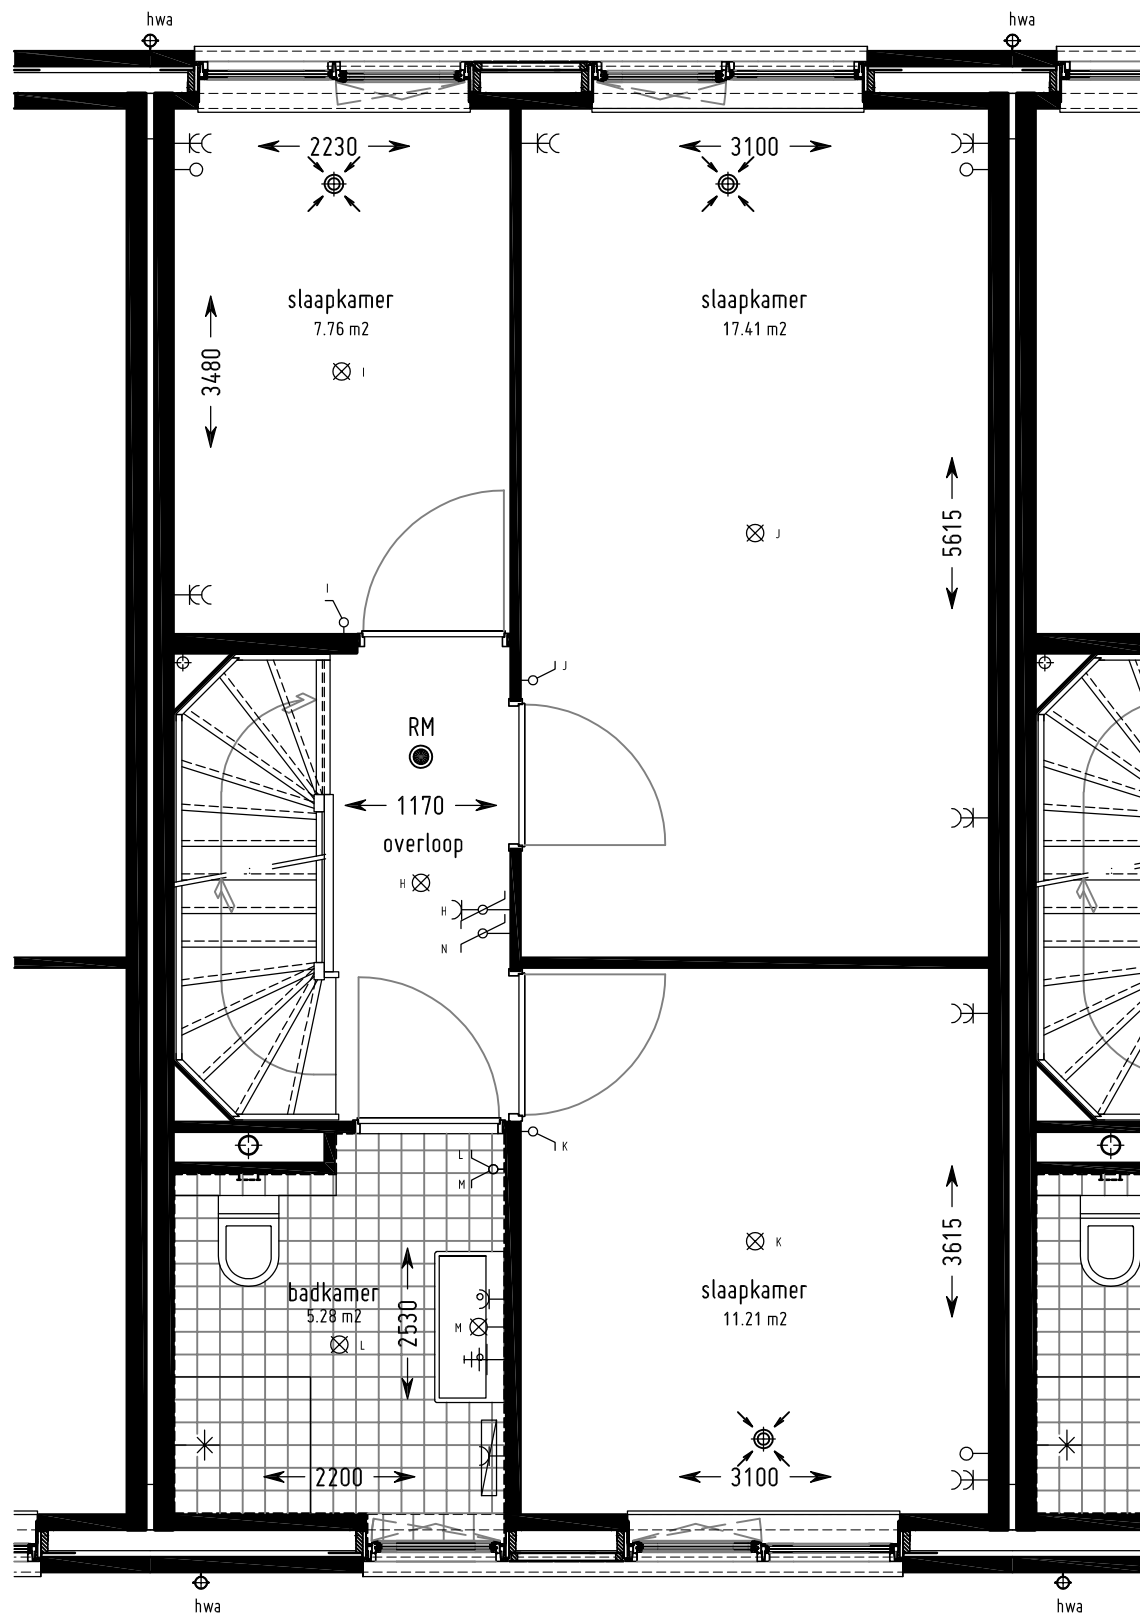 hwa
hwa
2230
3100
slaapkamer
7.76 m2
slaapkamer
17.41 m2
I
3480
5615
J
I
J
RM
1170
overloop
H
H
N
K
L
M
K
3615
slaapkamer
11.21 m2
badkamer
5.28 m2
2530
M
L
2200
3100
hwa
hwa